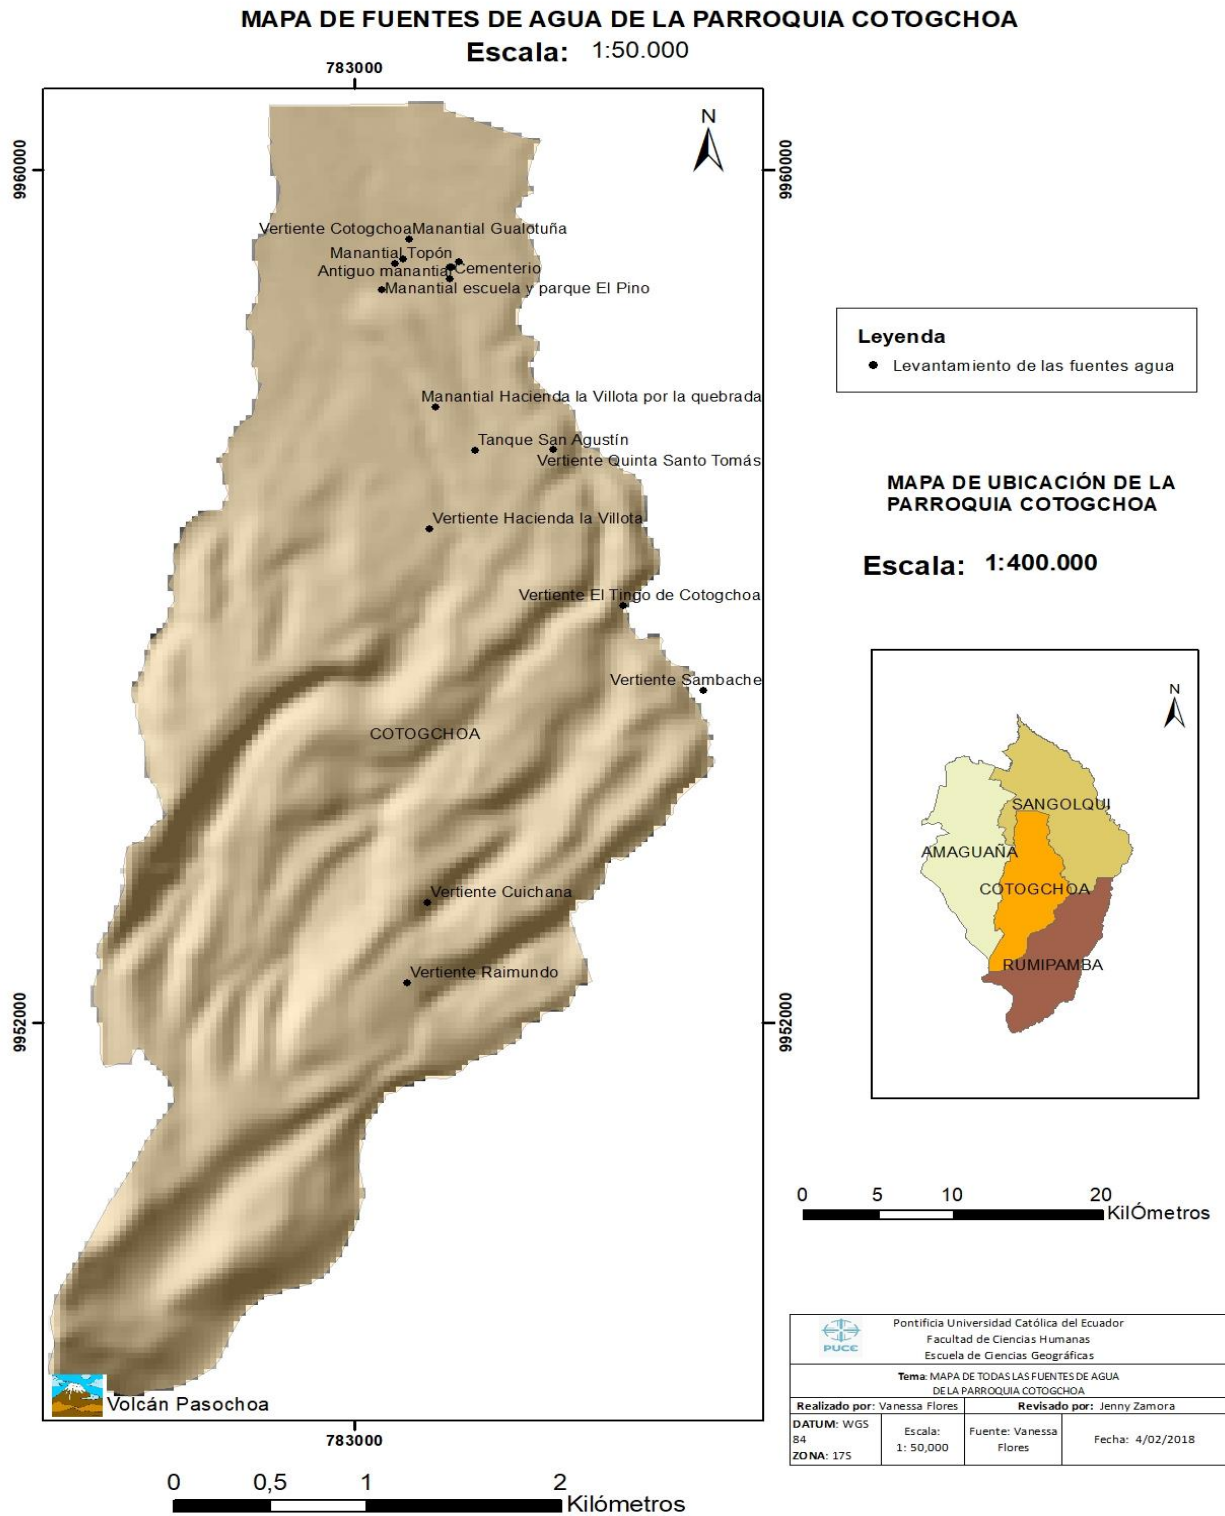 MAPA DE FUENTES DE AGUA DE LA PARROQUIA COTOGCHOA
Escala: 1:50.000
783000
N
9960000
9960000
Vertiente Cotogchoa
Manantial Gualotuña
Manantial Topón
Antiguo manantial
Cementerio
Manantial escuela y parque El Pino
Manantial Hacienda la Villota por la quebrada
Tanque San Agustín
Vertiente Quinta Santo Tomás
Vertiente Hacienda la Villota
Vertiente El Tingo de Cotogchoa
Vertiente Sambache
COTOGCHOA
Vertiente Cuichana
Vertiente Raimundo
9952000
9952000
Volcán Pasochoa
783000
0 0,5 1 2
Kilómetros
Leyenda
Levantamiento de las fuentes agua
MAPA DE UBICACIÓN DE LA
PARROQUIA COTOGCHOA
Escala: 1:400.000
N
SANGOLQUI
AMAGUAÑA
COTOGCHOA
RUMIPAMBA
0 5 10 20
KilÓmetros
PUCE
Pontificia Universidad Católica del Ecuador
Facultad de Ciencias Humanas
Escuela de Ciencias Geográficas
Tema: MAPA DE TODAS LAS FUENTES DE AGUA
DE LA PARROQUIA COTOGCHOA
Realizado por: Vanessa Flores
Revisado por: Jenny Zamora
DATUM: WGS
84
ZONA: 17S
Escala:
1: 50,000
Fuente: Vanessa
Flores
Fecha: 4/02/2018